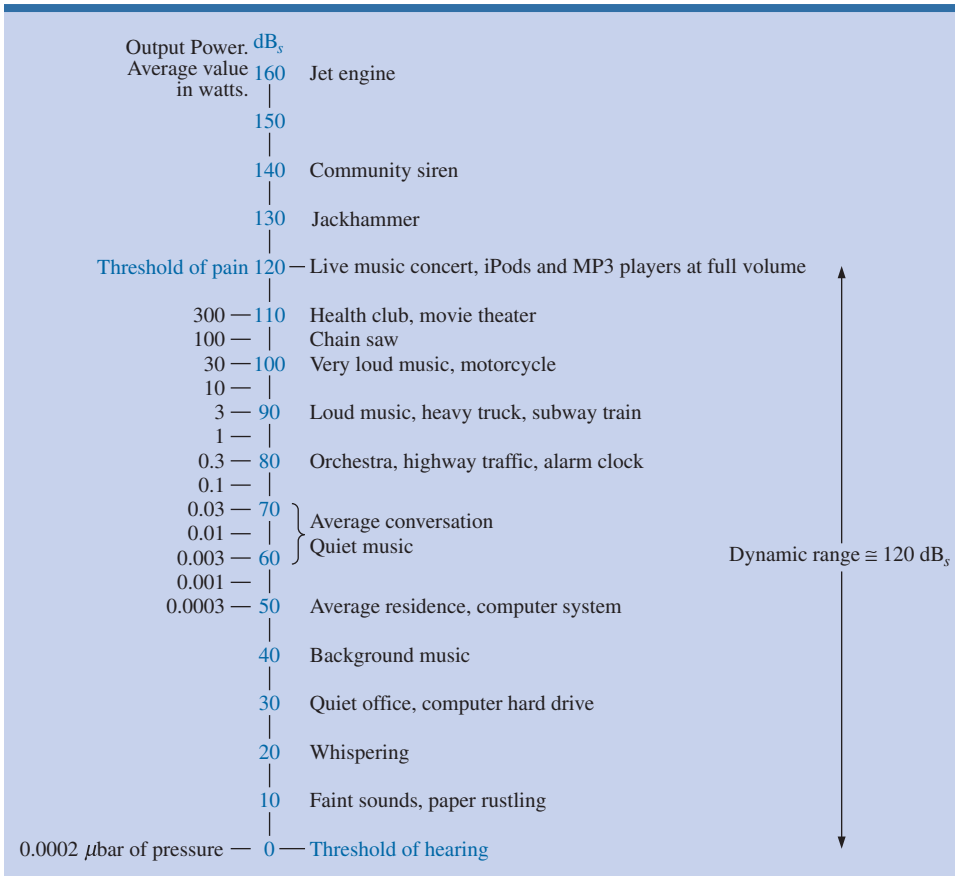 Output Power. dBs
Average value 160 Jet engine
in watts.
150
140 Community siren
130 Jackhammer
Threshold of pain 120 — Live music concert, iPods and MP3 players at full volume
300 — 110 Health club, movie theater
100 — Chain saw
30 — 100 Very loud music, motorcycle
10 —
3 — 90 Loud music, heavy truck, subway train
1 —
0.3 — 80 Orchestra, highway traffic, alarm clock
0.1 —
0.03 — 70
Average conversation
0.01 —
Quiet music
0.003 — 60
Dynamic range ≅ 120 dBs
0.001 —
0.0003 — 50 Average residence, computer system
40 Background music
30 Quiet office, computer hard drive
20 Whispering
10 Faint sounds, paper rustling
0.0002 μbar of pressure — 0 — Threshold of hearing